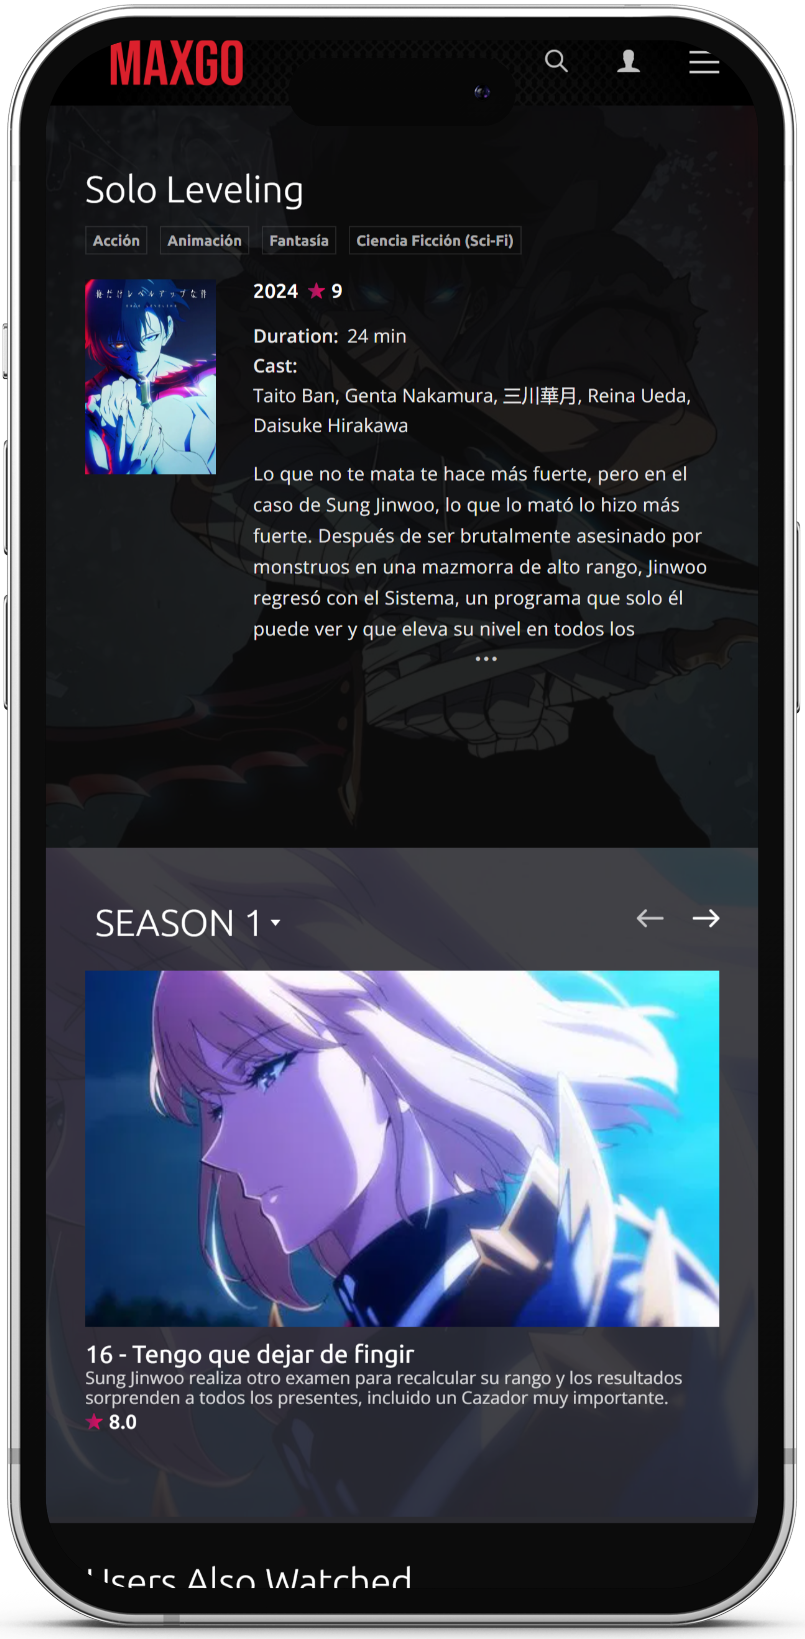 MAXGO
Solo Leveling
Acción
Animación
Fantasía
Ciencia Ficción (Sci-Fi)
俺だけレベルアップな件
2024 ★ 9
Duration: 24 min
Cast:
Taito Ban, Genta Nakamura, 三川華月, Reina Ueda,
Daisuke Hirakawa
Lo que no te mata te hace más fuerte, pero en el
caso de Sung Jinwoo, lo que lo mató lo hizo más
fuerte. Después de ser brutalmente asesinado por
monstruos en una mazmorra de alto rango, Jinwoo
regresó con el Sistema, un programa que solo él
puede ver y que eleva su nivel en todos los
...
SEASON 1
16 - Tengo que dejar de fingir
Sung Jinwoo realiza otro examen para recalcular su rango y los resultados
sorprenden a todos los presentes, incluido un Cazador muy importante.
★ 8.0
Users Also Watched